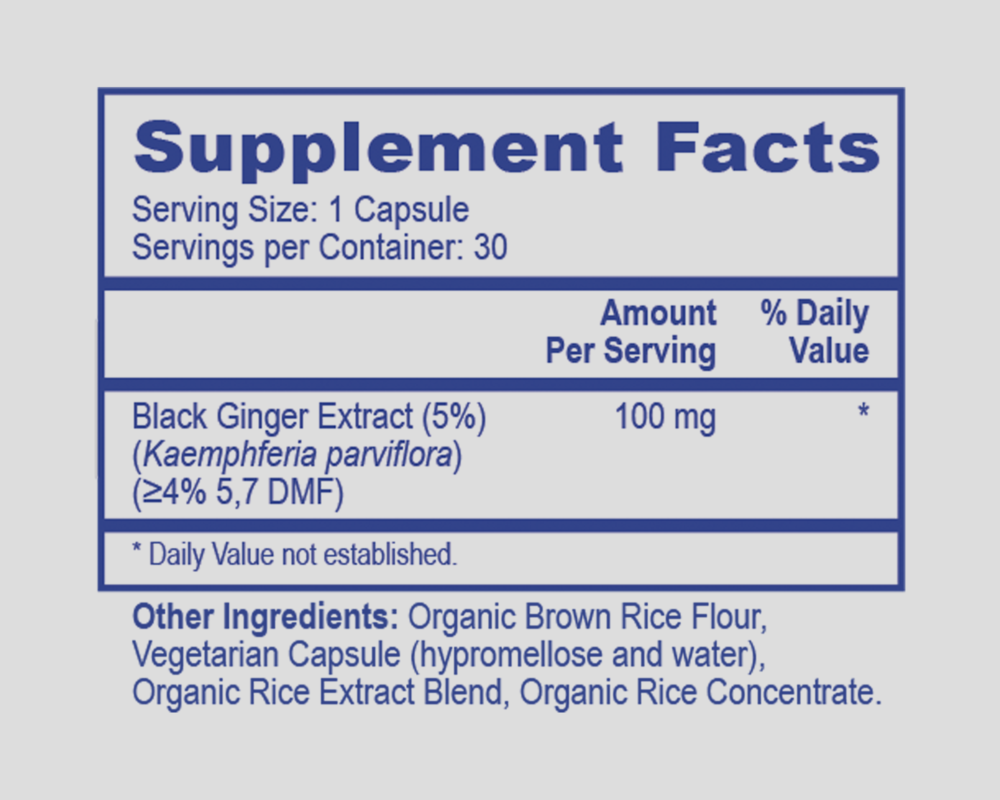 Supplement Facts
Serving Size: 1 Capsule
Servings per Container: 30
Amount Per Serving
% Daily Value
Black Ginger Extract (5%) 100 mg *
(Kaemphferia parviflora)
(≥4% 5,7 DMF)
* Daily Value not established.
Other Ingredients: Organic Brown Rice Flour,
Vegetarian Capsule (hypromellose and water),
Organic Rice Extract Blend, Organic Rice Concentrate.